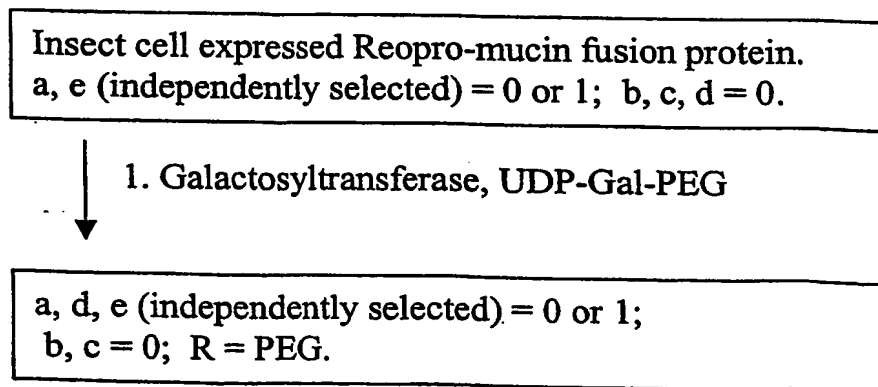 Insect cell expressed Reopro-mucin fusion protein.
a, e (independently selected) = 0 or 1; b, c, d = 0.
1. Galactosyltransferase, UDP-Gal-PEG
a, d, e (independently selected) = 0 or 1;
b, c = 0; R = PEG.